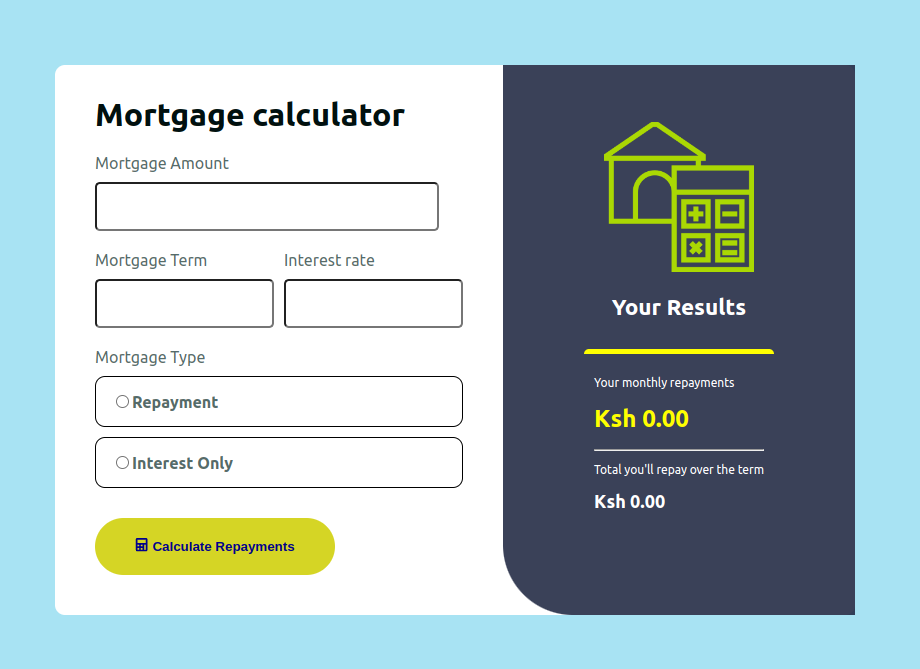 Mortgage calculator
Mortgage Amount
Mortgage Term
Interest rate
Mortgage Type
Repayment
Interest Only
Calculate Repayments
Your Results
Your monthly repayments
Ksh 0.00
Total you'll repay over the term
Ksh 0.00